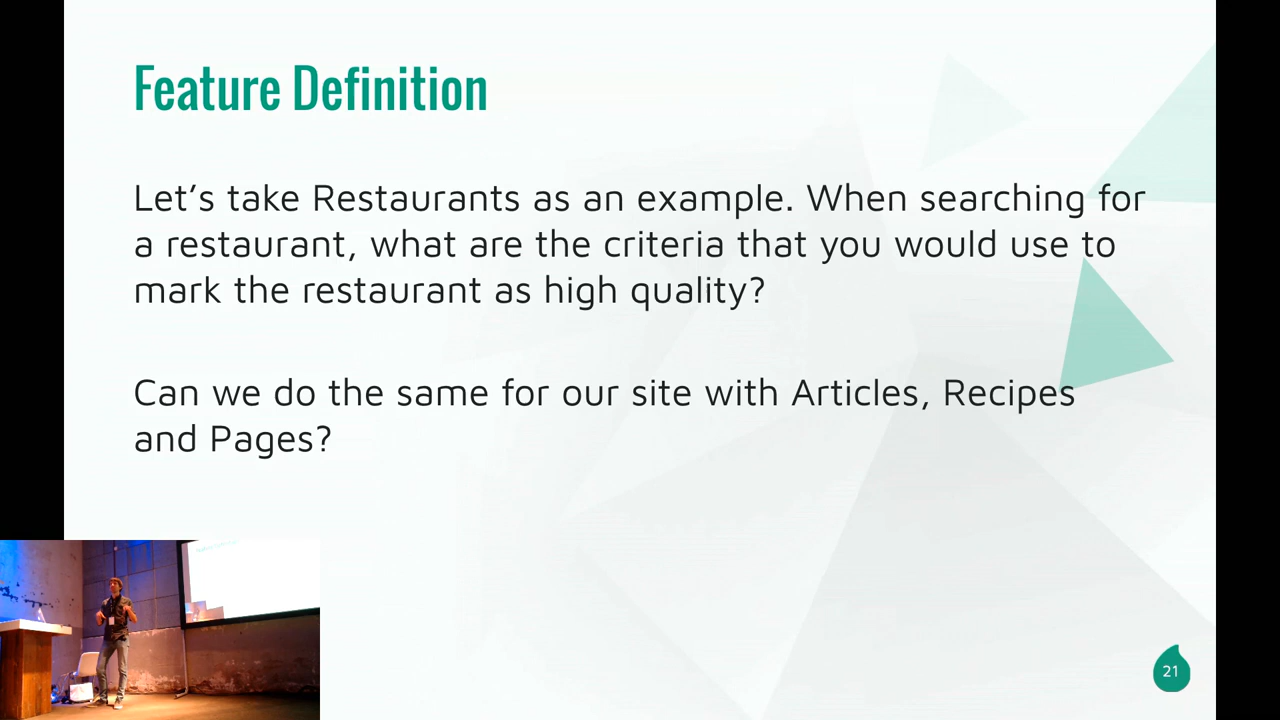 Feature Definition
Let’s take Restaurants as an example. When searching for
a restaurant, what are the criteria that you would use to
mark the restaurant as high quality?
Can we do the same for our site with Articles, Recipes
and Pages?
21